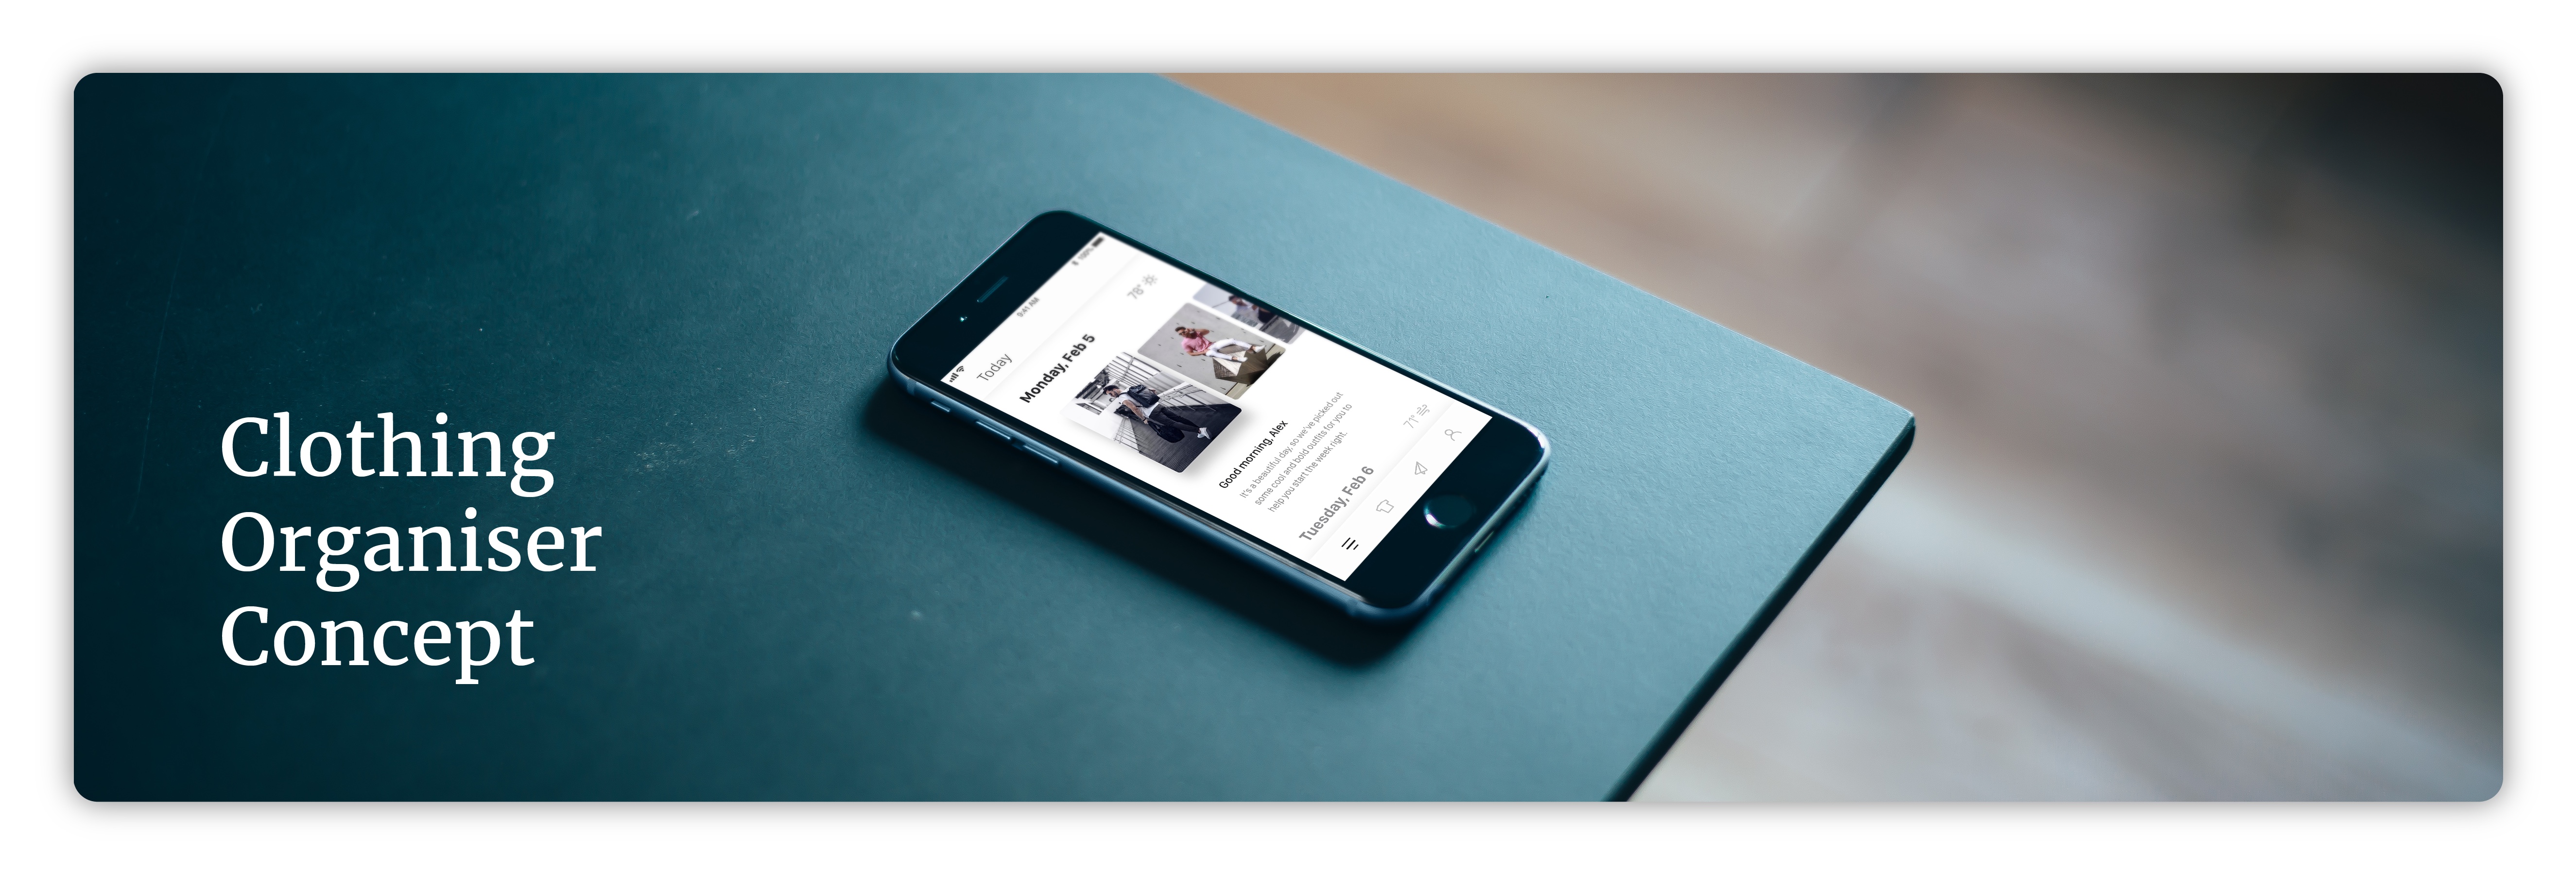 Clothing
Organiser
Concept
9:41 AM
100%
Today
78°
Monday, Feb 5
Good morning, Alex
It's a beautiful day, so we've picked out
some cool and bold outfits for you to
help you start the week right.
Tuesday, Feb 6
71°